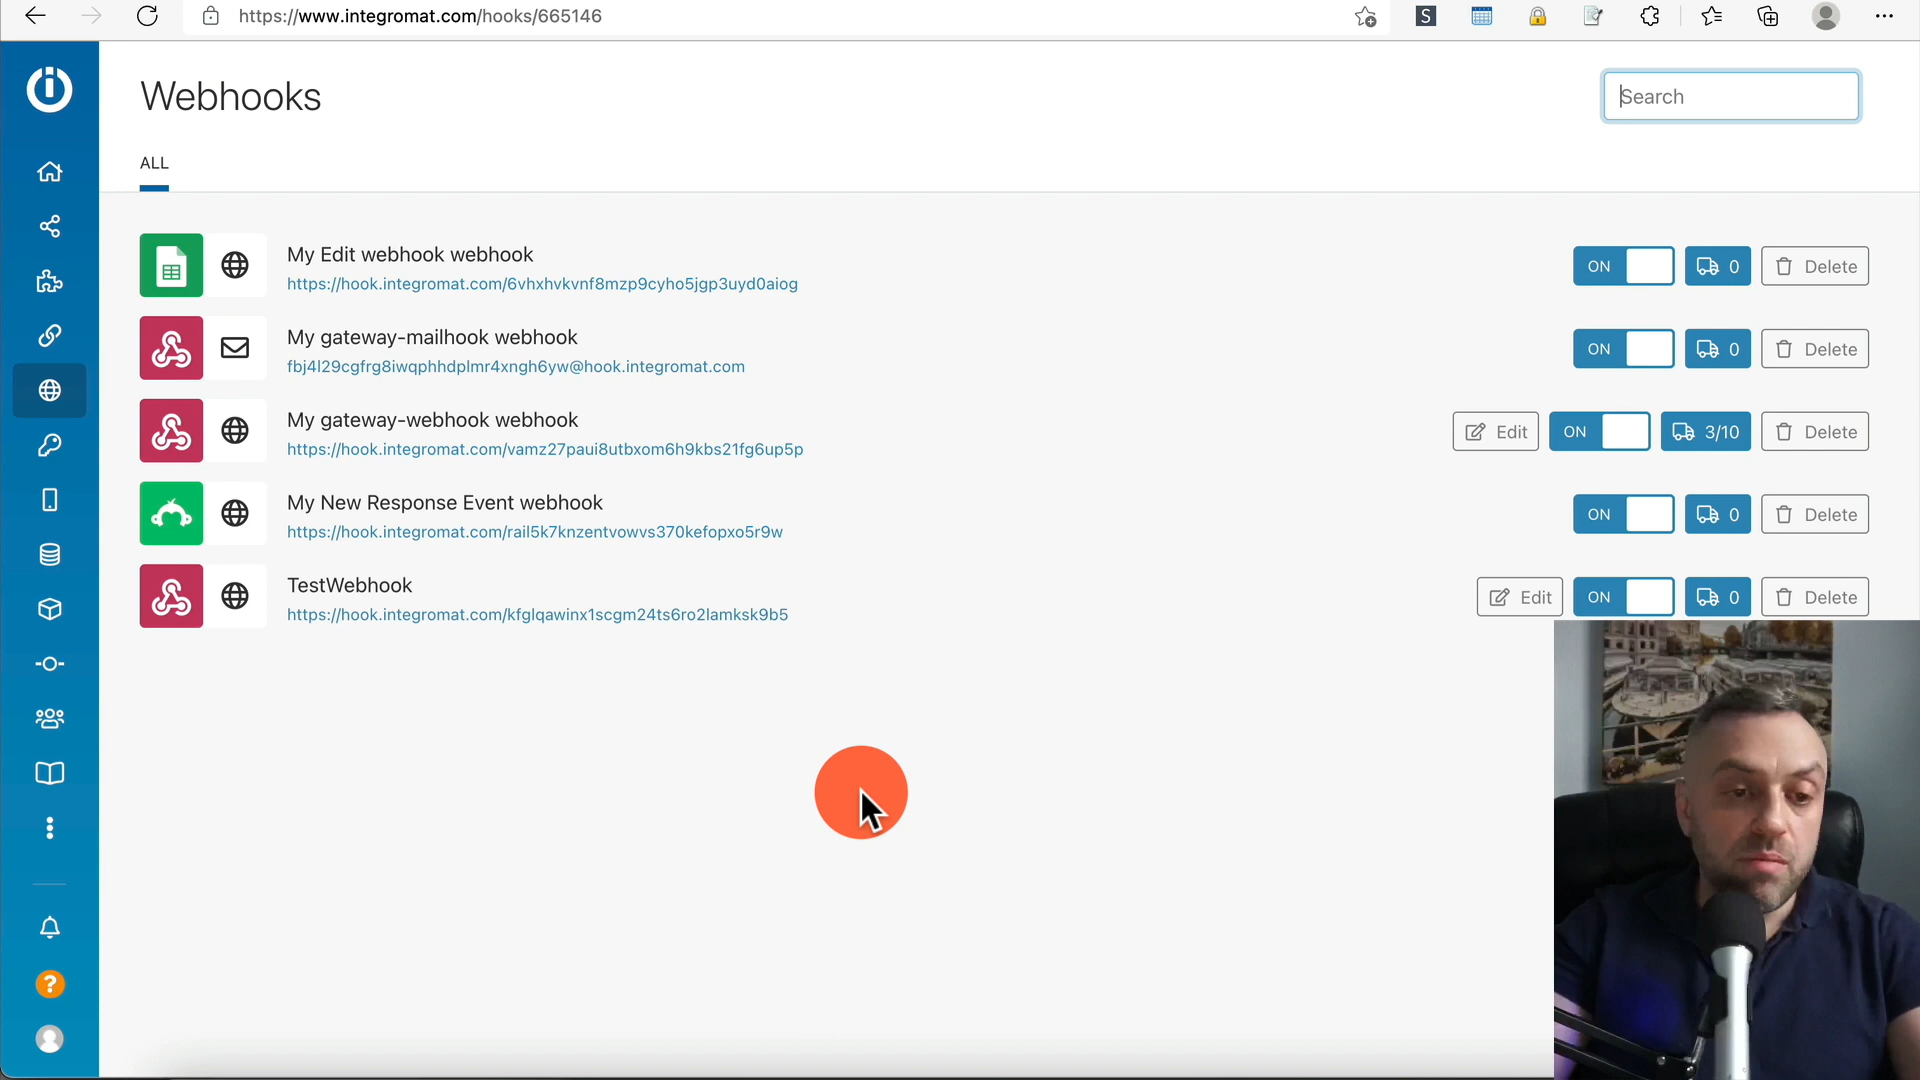 https://www.integromat.com/hooks/665146
S
Webhooks
Search
ALL
My Edit webhook webhook
ON
0
Delete
https://hook.integromat.com/6vhxhvkvnf8mzp9cyho5jgp3uyd0aiog
My gateway-mailhook webhook
ON
0
Delete
fbj4l29cgfrg8iwqphhdplmr4xngh6yw@hook.integromat.com
My gateway-webhook webhook
Edit
ON
3/10
Delete
https://hook.integromat.com/vamz27paui8utbxom6h9kbs21fg6up5p
My New Response Event webhook
ON
0
Delete
https://hook.integromat.com/rail5k7knzentvowvs370kefopxo5r9w
TestWebhook
Edit
ON
0
Delete
https://hook.integromat.com/kfglqawinx1scgm24ts6ro2lamksk9b5
?